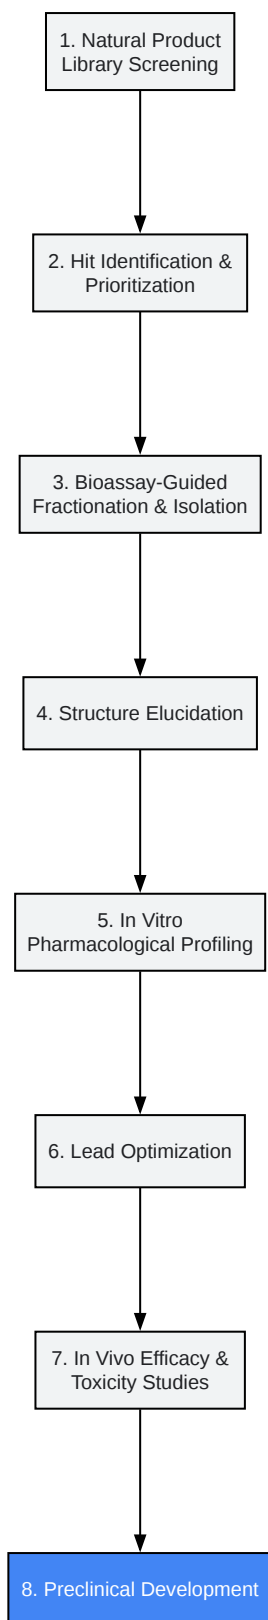 1. Natural Product
Library Screening
2. Hit Identification &
Prioritization
3. Bioassay-Guided
Fractionation & Isolation
4. Structure Elucidation
5. In Vitro
Pharmacological Profiling
6. Lead Optimization
7. In Vivo Efficacy &
Toxicity Studies
8. Preclinical Development